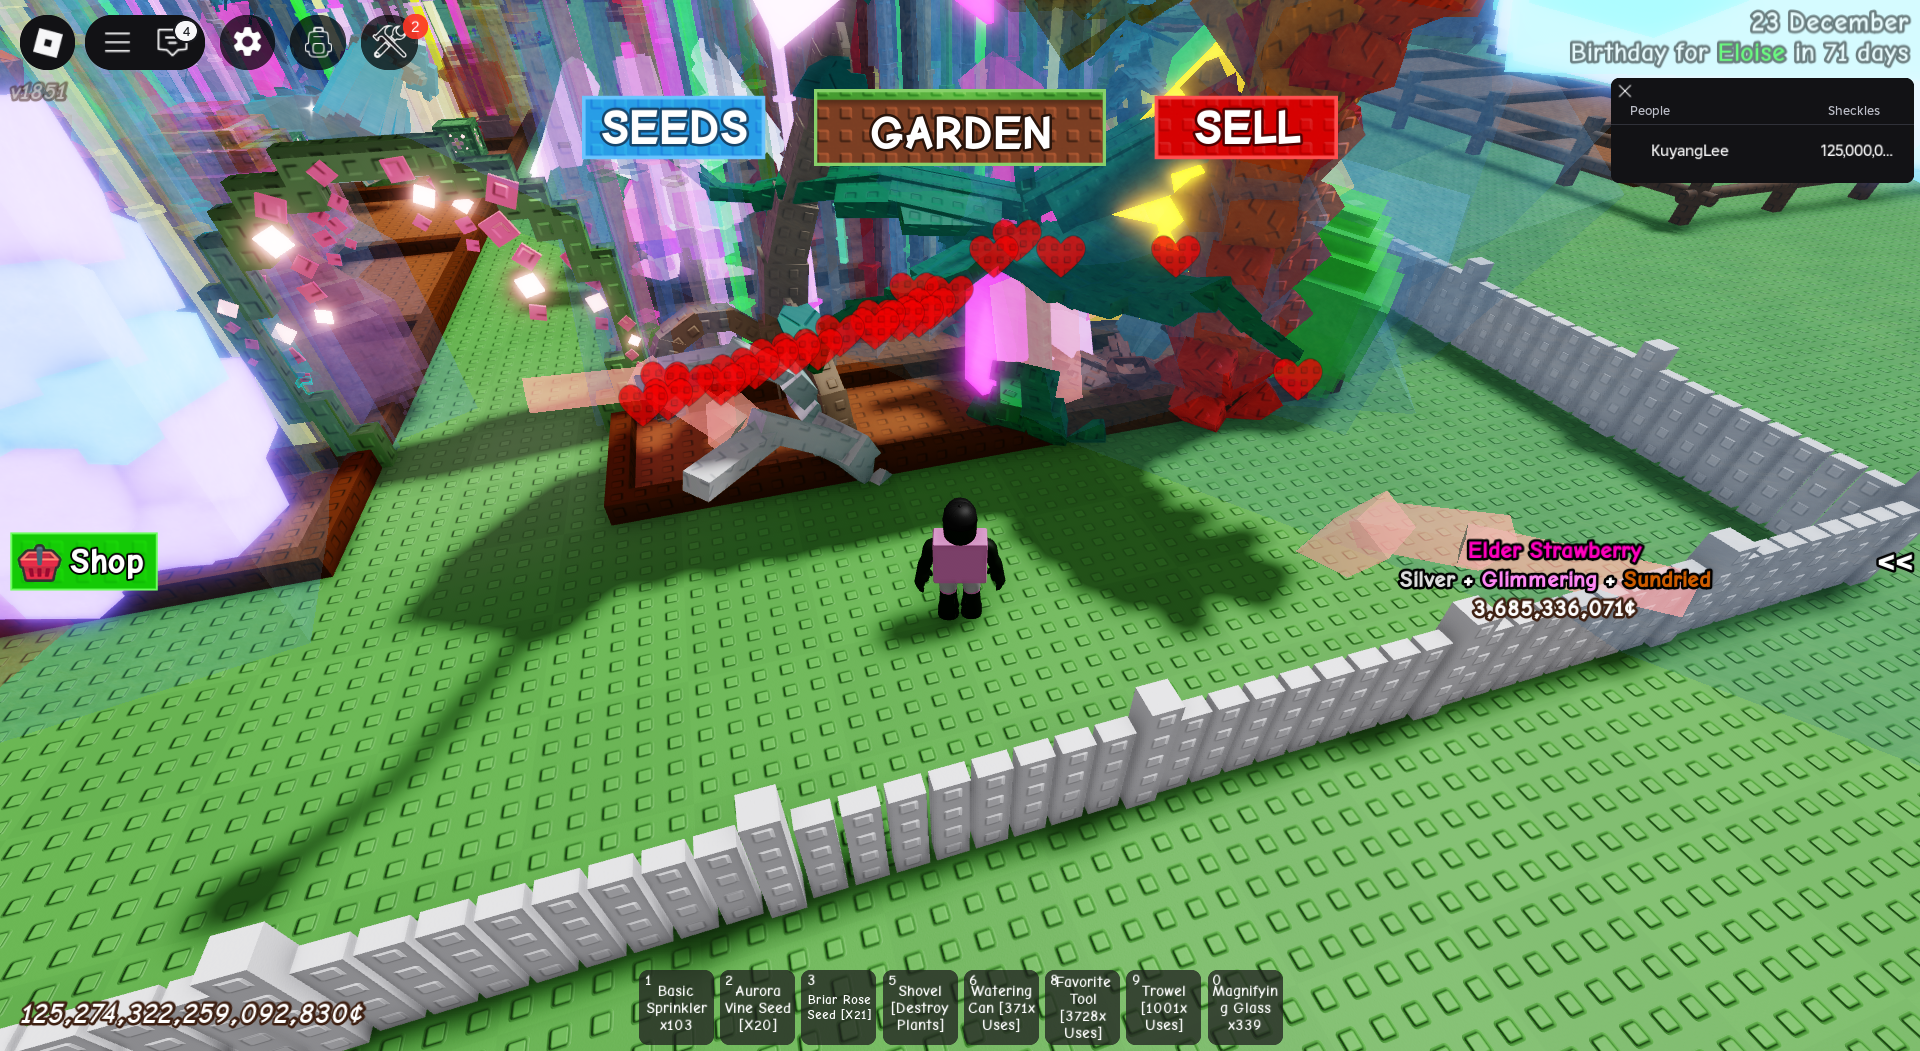 4
2
v1851
23 December
Birthday for Eloise in 71 days
People Sheckles
KuyangLee 125,000,0...
SEEDS
GARDEN
SELL
Shop
<<
Elder Strawberry
Silver + Glimmering + Sundried
3,685,336,071¢
125,274,322,259,092,830¢
1
Basic
Sprinkler
x103
2
Aurora
Vine Seed
[X20]
3
Briar Rose
Seed [X21]
5
Shovel
[Destroy
Plants]
6
Watering
Can [371x
Uses]
8
Favorite
Tool
[3728x
Uses]
9
Trowel
[1001x
Uses]
0
Magnifyin
g Glass
x339